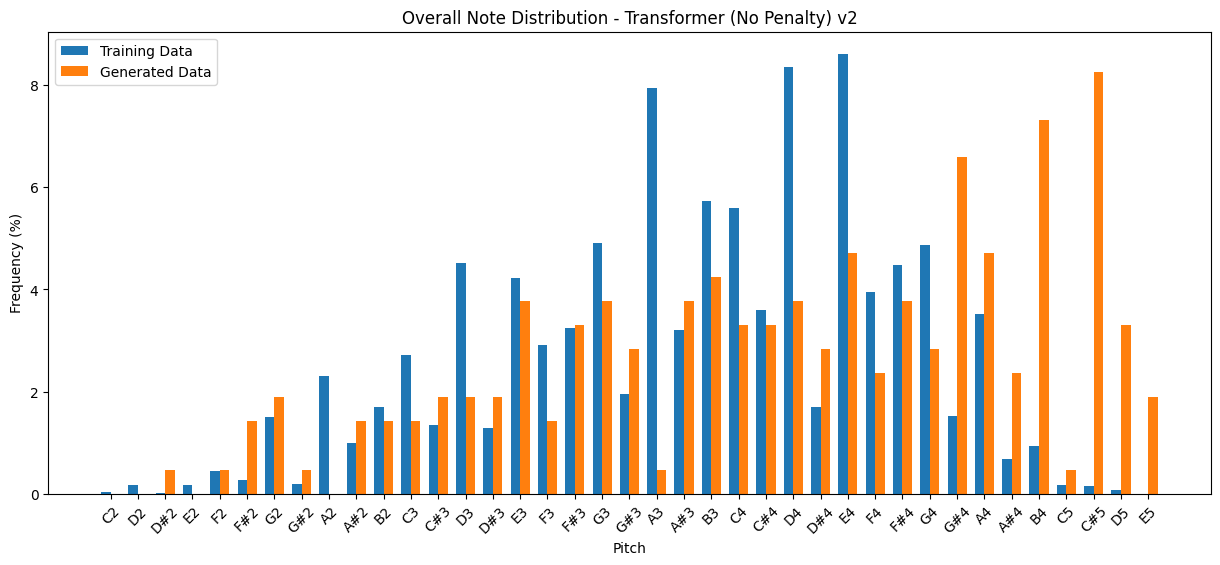 Overall Note Distribution - Transformer (No Penalty) v2
Training Data
Generated Data
Frequency (%)
8
6
4
2
0
C2 D2 D#2 E2 F2 F#2 G2 G#2 A2 A#2 B2 C3 C#3 D3 D#3 E3 F3 F#3 G3 G#3 A3 A#3 B3 C4 C#4 D4 D#4 E4 F4 F#4 G4 G#4 A4 A#4 B4 C5 C#5 D5 E5
Pitch